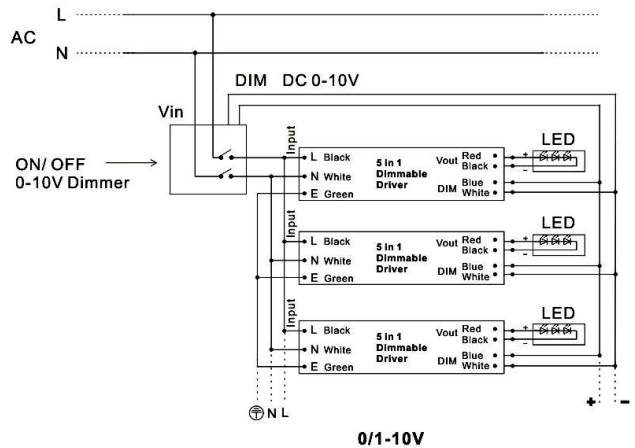 L
AC
N
DIM DC 0-10V
Vin
ON/ OFF
0-10V Dimmer
Input
L Black
N White
E Green
5 in 1
Dimmable
Driver
Vout Red
Black
DIM Blue
White
LED
+
−
Input
L Black
N White
E Green
5 in 1
Dimmable
Driver
Vout Red
Black
DIM Blue
White
LED
+
−
Input
L Black
N White
E Green
5 in 1
Dimmable
Driver
Vout Red
Black
DIM Blue
White
LED
+
−
N L
+ −
0/1-10V